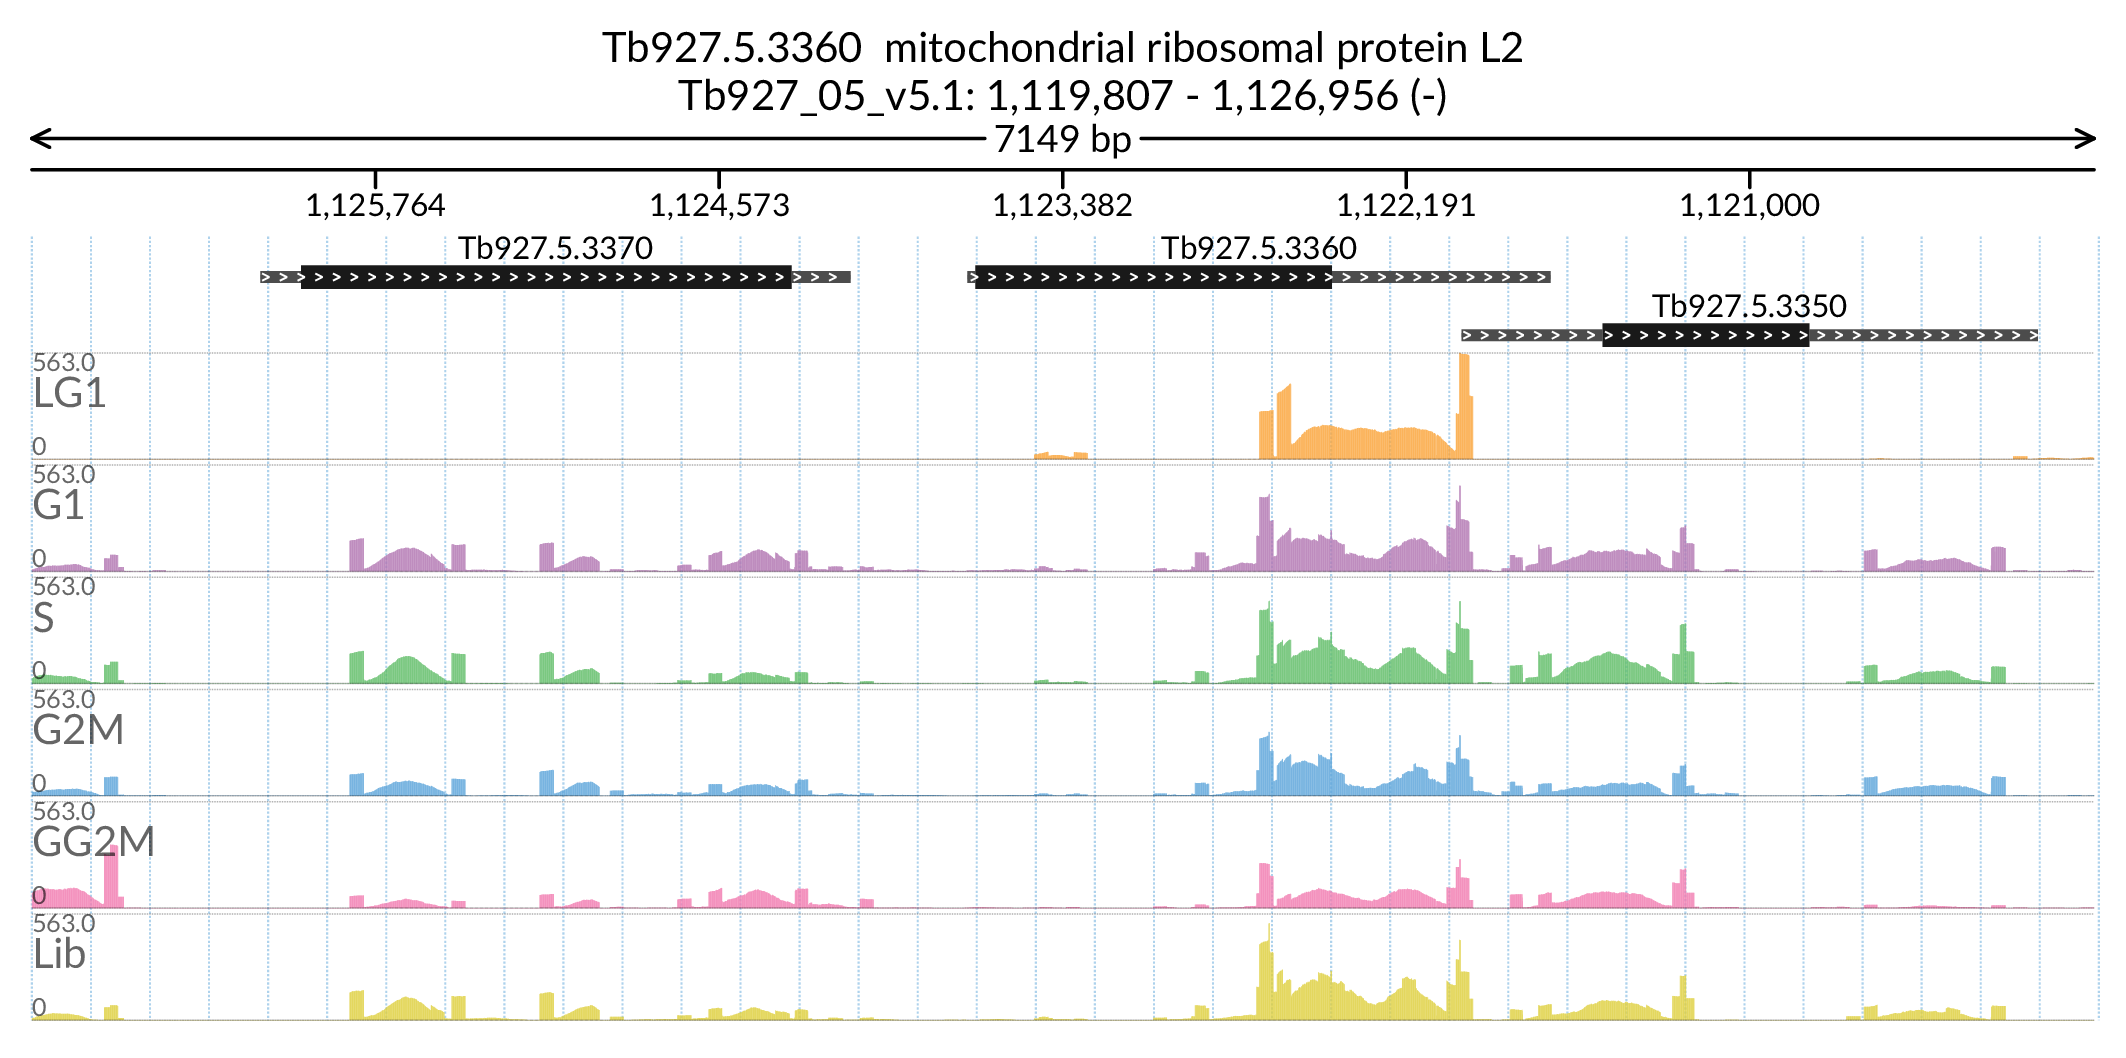 Tb927.5.3360 mitochondrial ribosomal protein L2
Tb927_05_v5.1: 1,119,807 - 1,126,956 (-)
7149 bp
1,125,764 1,124,573 1,123,382 1,122,191 1,121,000
Tb927.5.3370 Tb927.5.3360
Tb927.5.3350
563.0
LG1
0
563.0
G1
0
563.0
S
0
563.0
G2M
0
563.0
GG2M
0
563.0
Lib
0